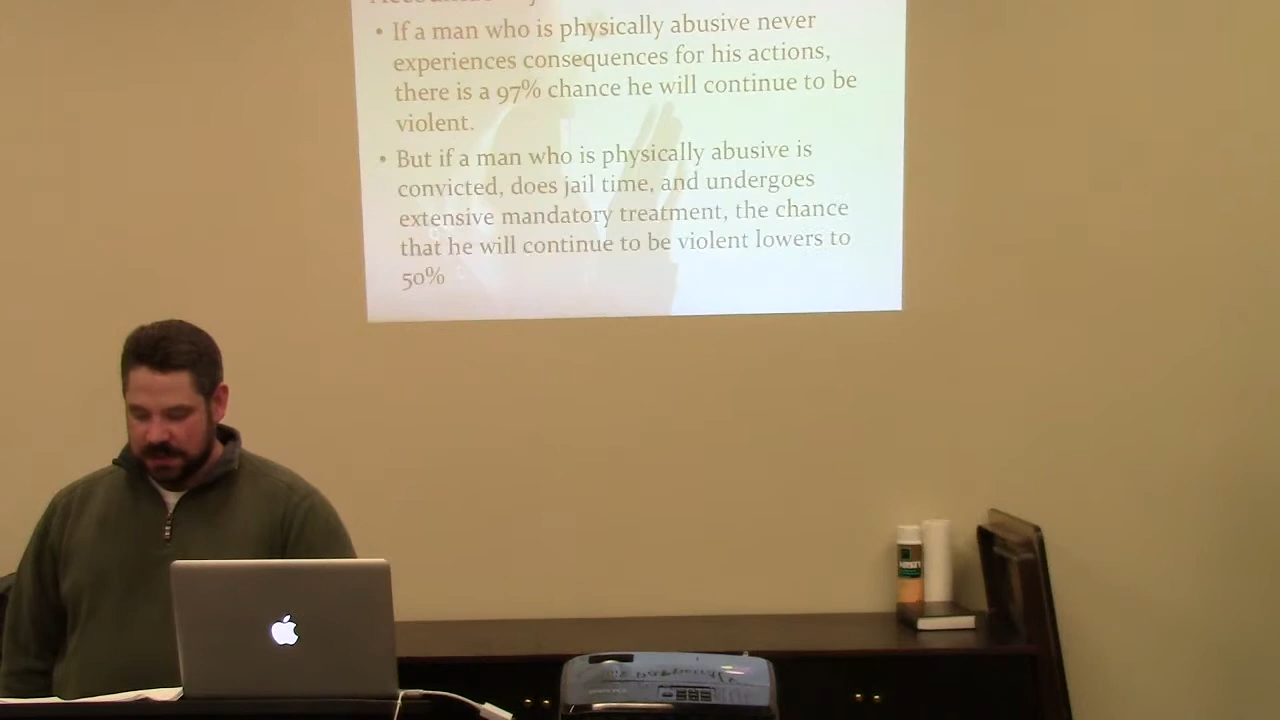 • If a man who is physically abusive never
experiences consequences for his actions,
there is a 97% chance he will continue to be
violent.
• But if a man who is physically abusive is
convicted, does jail time, and undergoes
extensive mandatory treatment, the chance
that he will continue to be violent lowers to
50%